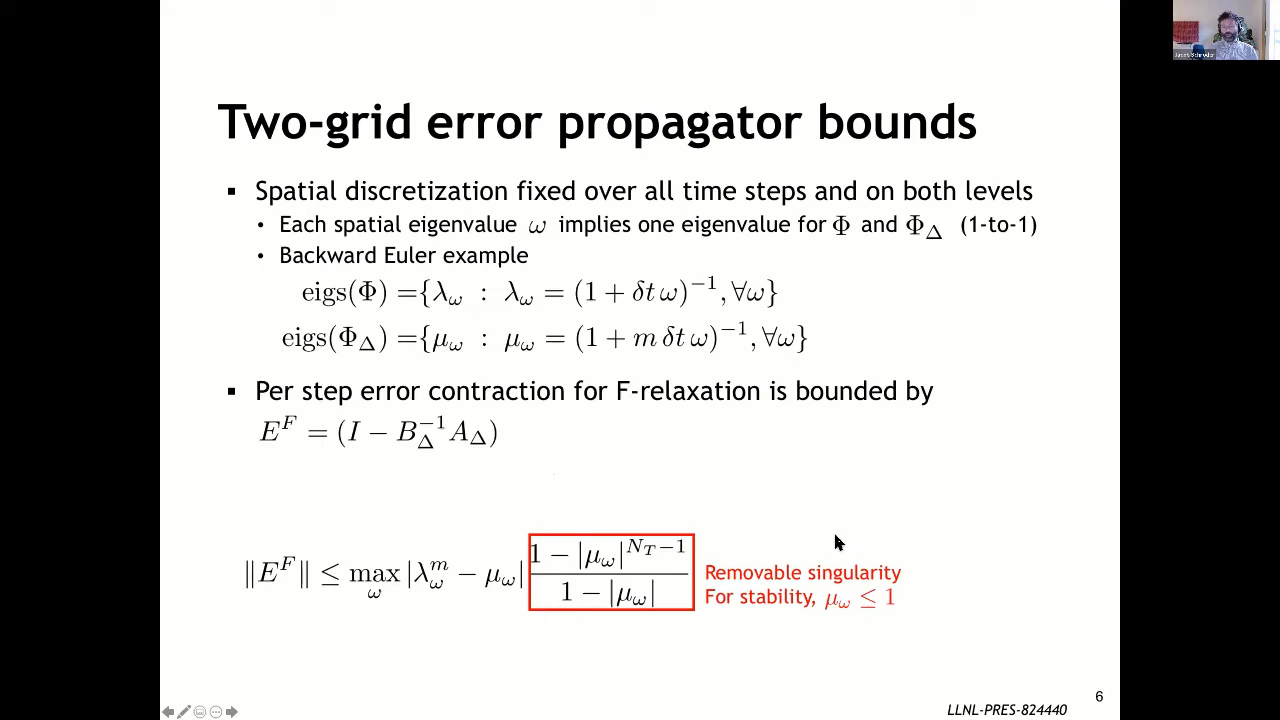 Jacob Schroder
Two-grid error propagator bounds
▪ Spatial discretization fixed over all time steps and on both levels
• Each spatial eigenvalue ω implies one eigenvalue for Φ and Φ_Δ (1-to-1)
• Backward Euler example
eigs(Φ) ={λ_ω : λ_ω = (1 + δt ω)^{−1}, ∀ω}
eigs(Φ_Δ) ={μ_ω : μ_ω = (1 + m δt ω)^{−1}, ∀ω}
▪ Per step error contraction for F-relaxation is bounded by
E^F = (I − B_Δ^{−1} A_Δ)
‖E^F‖ ≤ max_ω |λ_ω^m − μ_ω| (1 − |μ_ω|^{N_T−1}) / (1 − |μ_ω|)
Removable singularity
For stability, μ_ω ≤ 1
6
LLNL-PRES-824440